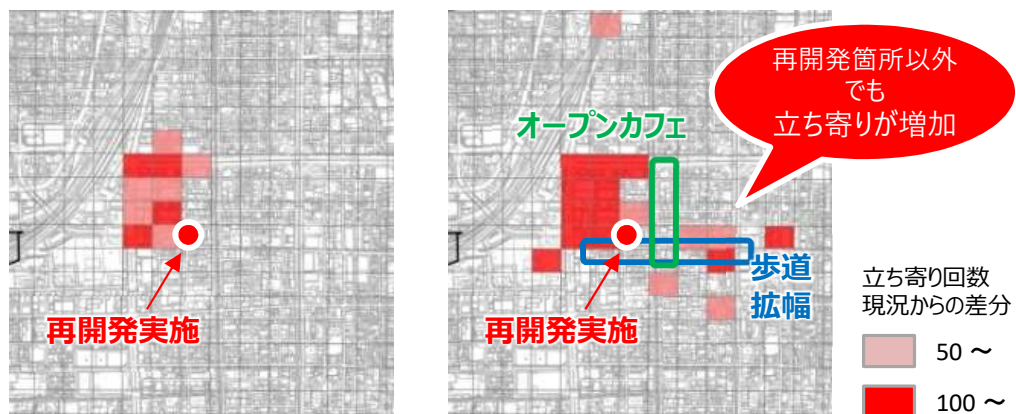 再開発実施
オープンカフェ
再開発箇所以外
でも
立ち寄りが増加
再開発実施
歩道
拡幅
立ち寄り回数
現況からの差分
50 ～
100 ～